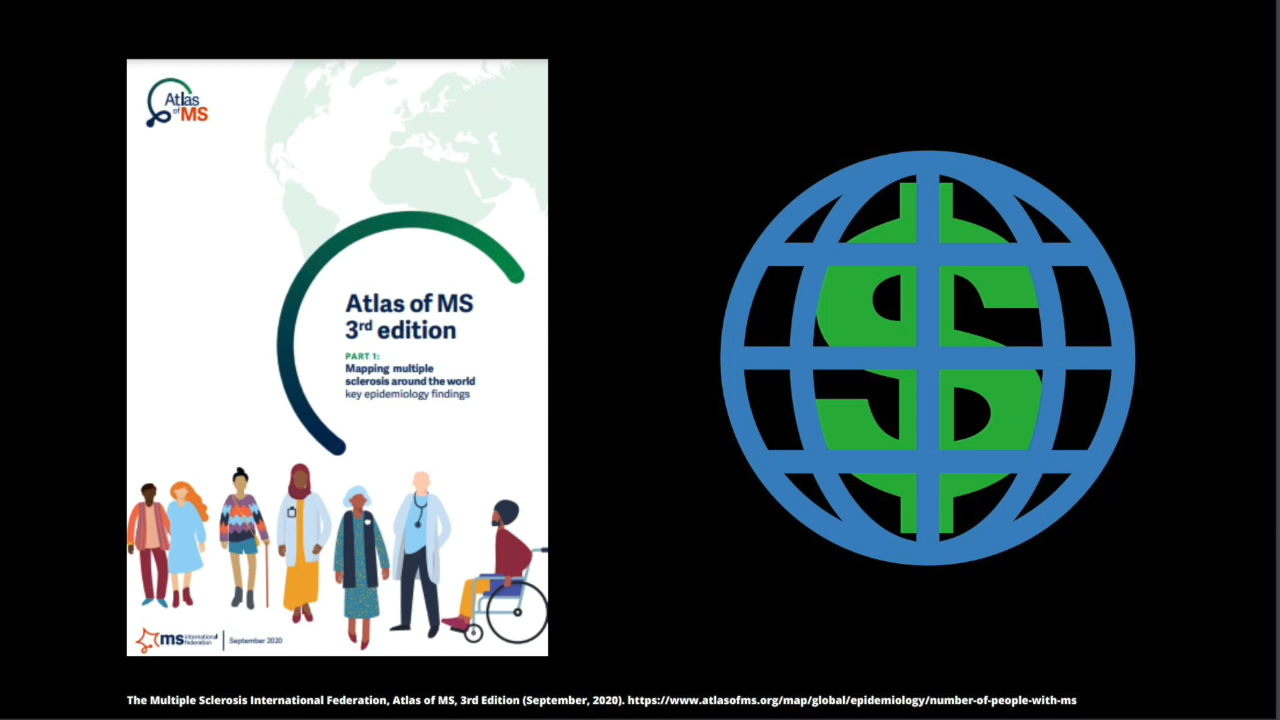 Atlas
of MS
Atlas of MS
3rd edition
PART 1:
Mapping multiple
sclerosis around the world
key epidemiology findings
ms international
federation
September 2020
The Multiple Sclerosis International Federation, Atlas of MS, 3rd Edition (September, 2020). https://www.atlasofms.org/map/global/epidemiology/number-of-people-with-ms